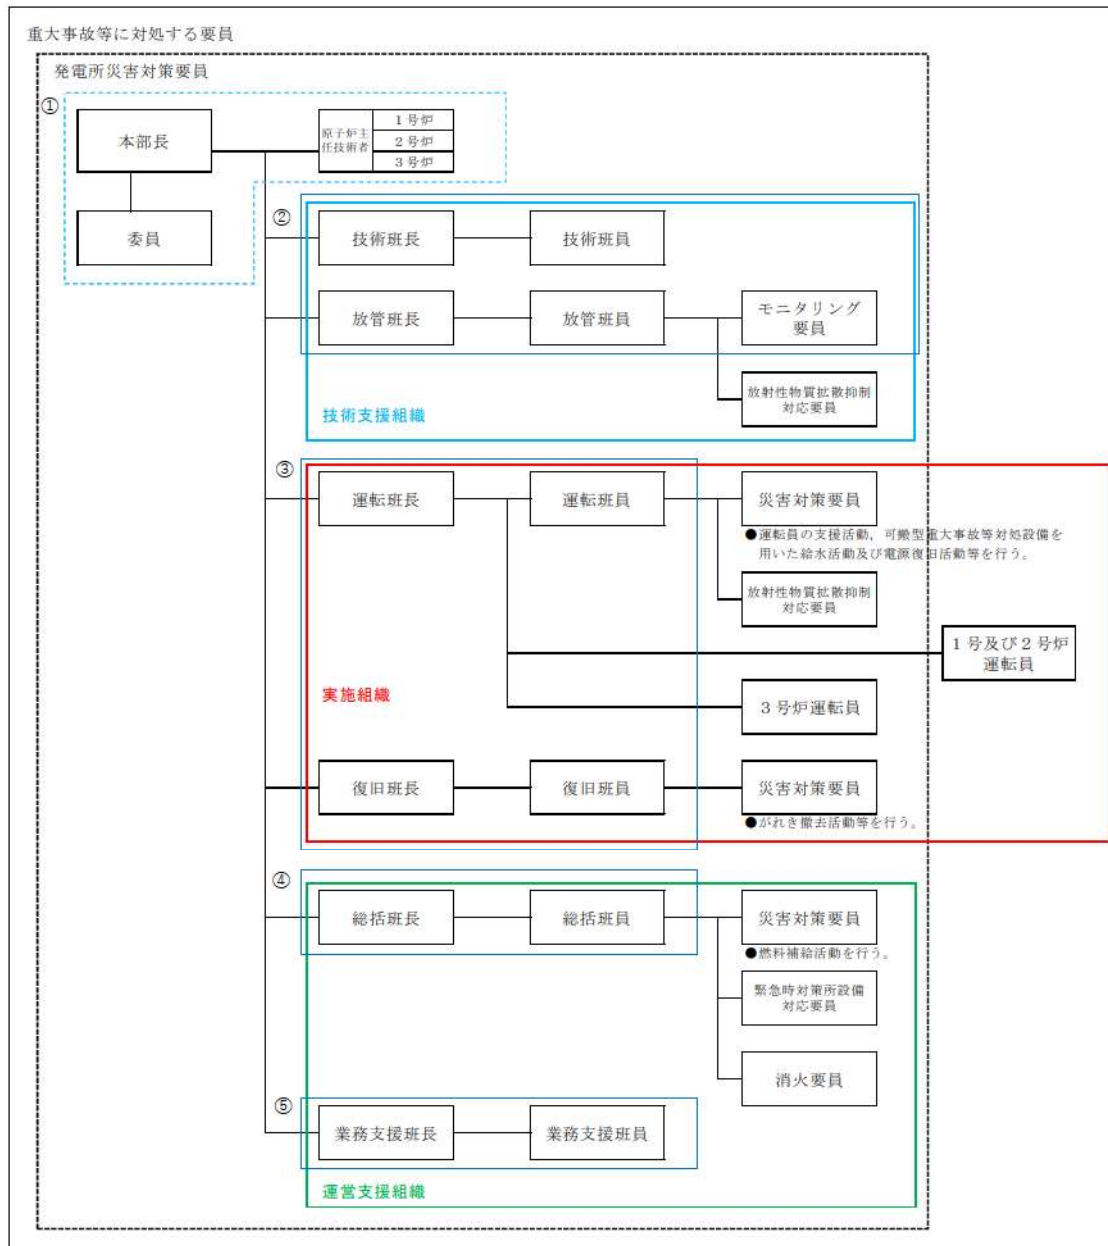 重大事故等に対処する要員
発電所災害対策要員
①
本部長
原子炉主
任技術者
1号炉
2号炉
3号炉
委員
②
技術班長
技術班員
放管班長
放管班員
モニタリング
要員
放射性物質拡散抑制
対応要員
技術支援組織
③
運転班長
運転班員
災害対策要員
●運転員の支援活動,可搬型重大事故等対処設備を
用いた給水活動及び電源復旧活動等を行う。
放射性物質拡散抑制
対応要員
1号及び2号炉
運転員
実施組織
3号炉運転員
復旧班長
復旧班員
災害対策要員
●がれき撤去活動等を行う。
④
総括班長
総括班員
災害対策要員
●燃料補給活動を行う。
緊急時対策所設備
対応要員
消火要員
⑤
業務支援班長
業務支援班員
運営支援組織